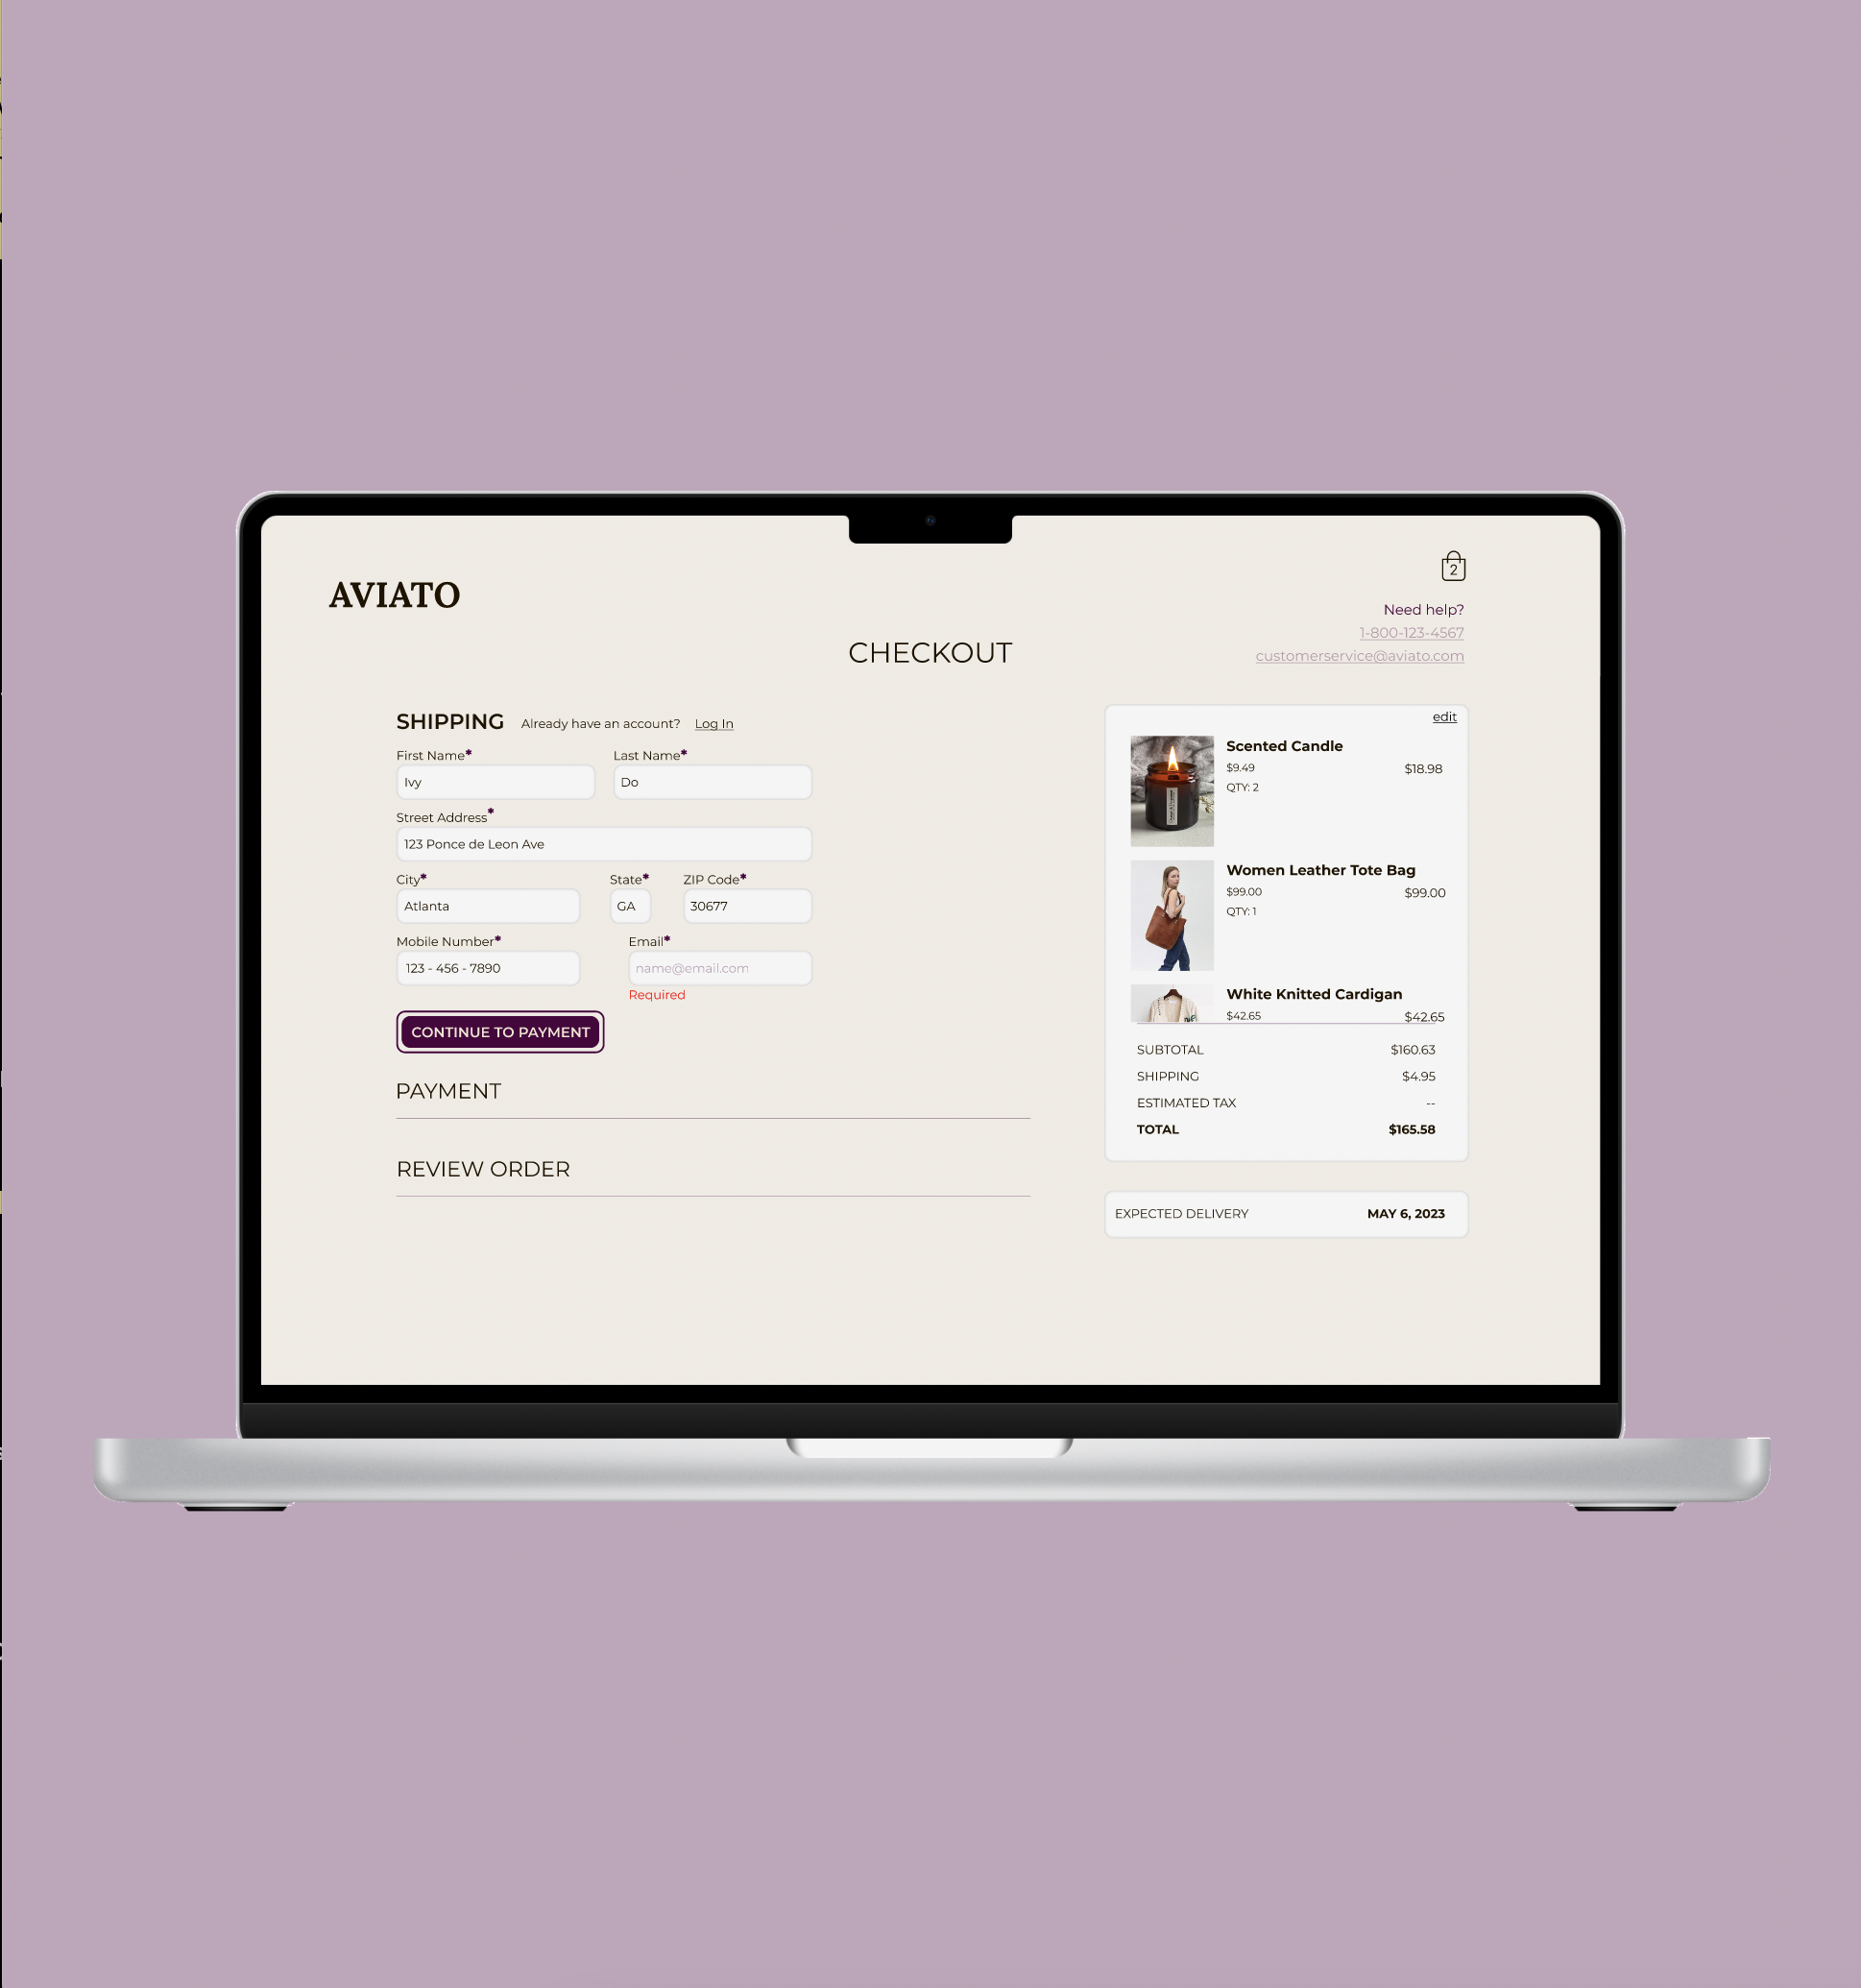 AVIATO
2
Need help?
1-800-123-4567
customerservice@aviato.com
CHECKOUT
SHIPPING Already have an account? Log In
First Name* Last Name*
Ivy Do
Street Address*
123 Ponce de Leon Ave
City* State* ZIP Code*
Atlanta GA 30677
Mobile Number* Email*
123 - 456 - 7890 name@email.com
Required
CONTINUE TO PAYMENT
PAYMENT
REVIEW ORDER
edit
Scented Candle
$9.49 $18.98
QTY: 2
Women Leather Tote Bag
$99.00 $99.00
QTY: 1
White Knitted Cardigan
$42.65 $42.65
SUBTOTAL $160.63
SHIPPING $4.95
ESTIMATED TAX --
TOTAL $165.58
EXPECTED DELIVERY MAY 6, 2023